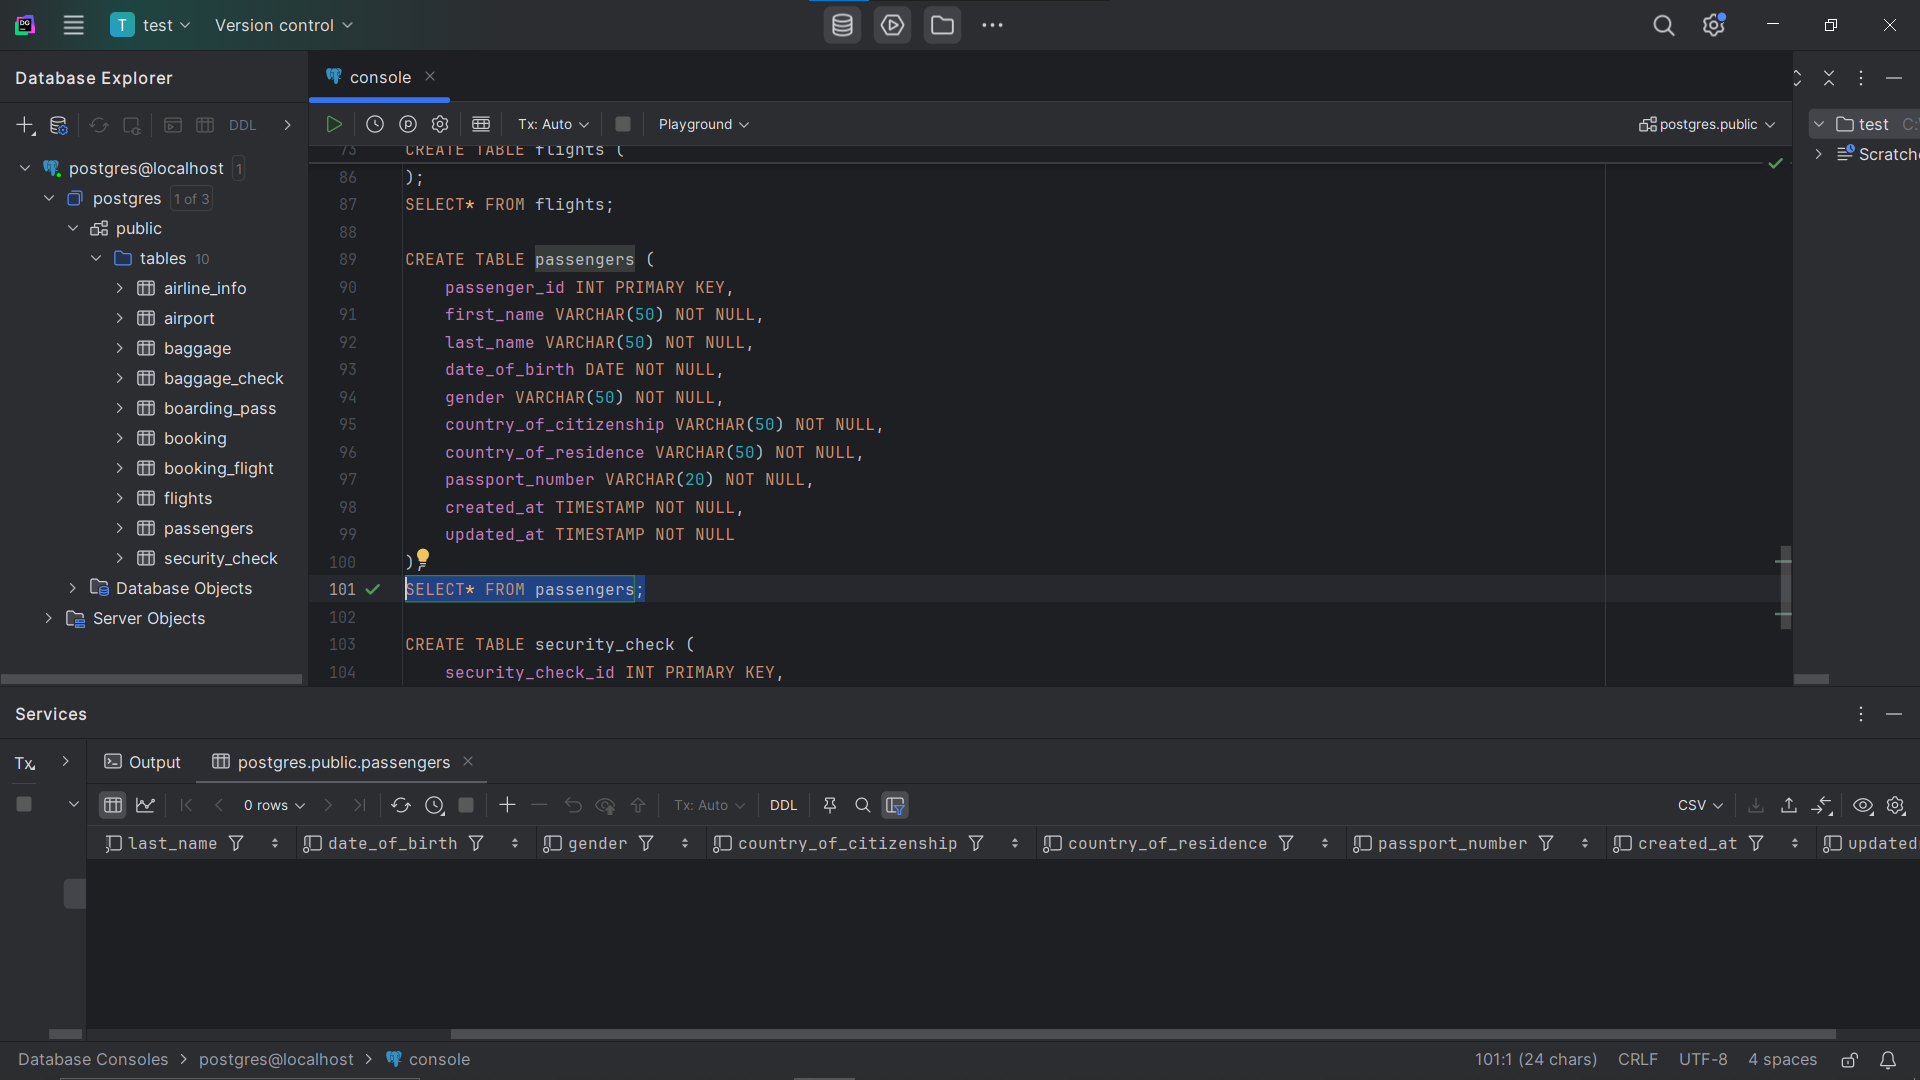 DG
T test Version control
Database Explorer
DDL
postgres@localhost 1
postgres 1 of 3
public
tables 10
airline_info
airport
baggage
baggage_check
boarding_pass
booking
booking_flight
flights
passengers
security_check
Database Objects
Server Objects
console
Tx: Auto Playground postgres.public
73 CREATE TABLE flights (
86 );
87 SELECT* FROM flights;
88
89 CREATE TABLE passengers (
90 passenger_id INT PRIMARY KEY,
91 first_name VARCHAR(50) NOT NULL,
92 last_name VARCHAR(50) NOT NULL,
93 date_of_birth DATE NOT NULL,
94 gender VARCHAR(50) NOT NULL,
95 country_of_citizenship VARCHAR(50) NOT NULL,
96 country_of_residence VARCHAR(50) NOT NULL,
97 passport_number VARCHAR(20) NOT NULL,
98 created_at TIMESTAMP NOT NULL,
99 updated_at TIMESTAMP NOT NULL
100 );
101 SELECT* FROM passengers;
102
103 CREATE TABLE security_check (
104 security_check_id INT PRIMARY KEY,
test C:
Scratche
Services
Tx
Output postgres.public.passengers
0 rows Tx: Auto DDL CSV
last_name date_of_birth gender country_of_citizenship country_of_residence passport_number created_at updated
Database Consoles > postgres@localhost > console
101:1 (24 chars) CRLF UTF-8 4 spaces